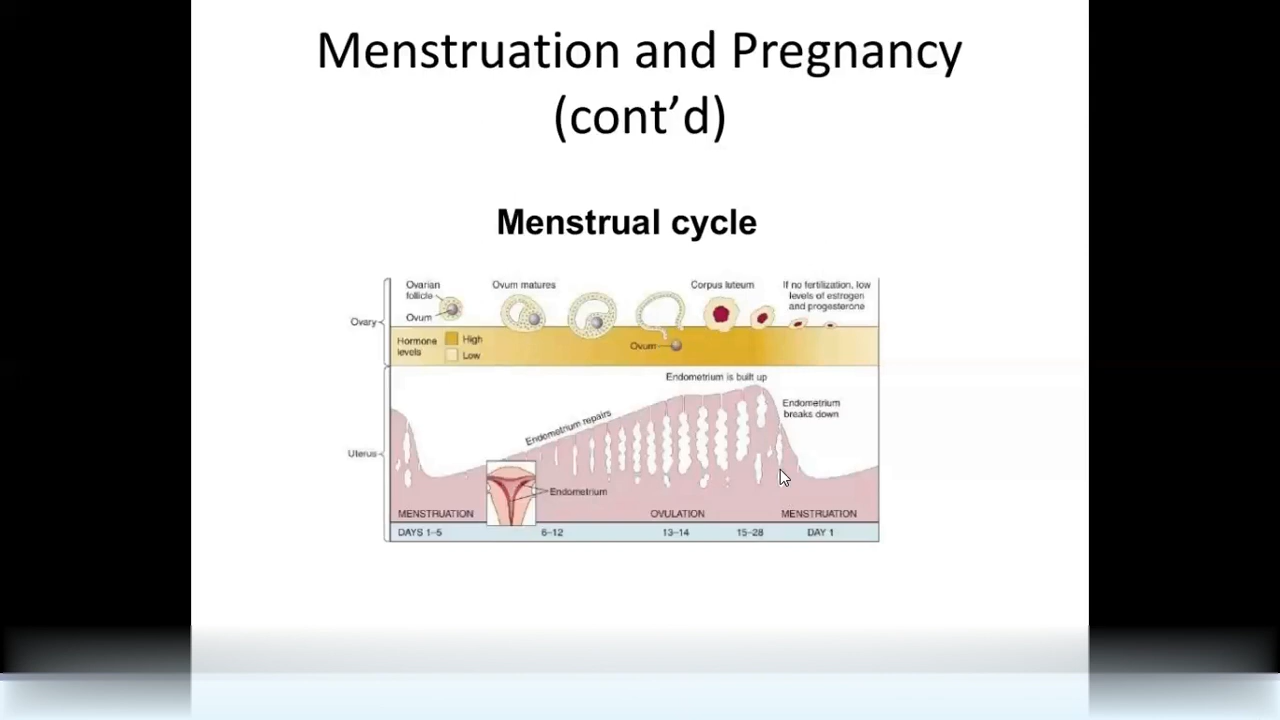 Menstruation and Pregnancy
(cont’d)
Menstrual cycle
Ovarian
follicle
Ovum
Ovum matures
Corpus luteum
If no fertilization, low
levels of estrogen
and progesterone
Ovary
Hormone
levels
High
Low
Ovum
Endometrium is built up
Endometrium
breaks down
Endometrium repairs
Uterus
Endometrium
MENSTRUATION
OVULATION
MENSTRUATION
DAYS 1–5
6–12
13–14
15–28
DAY 1